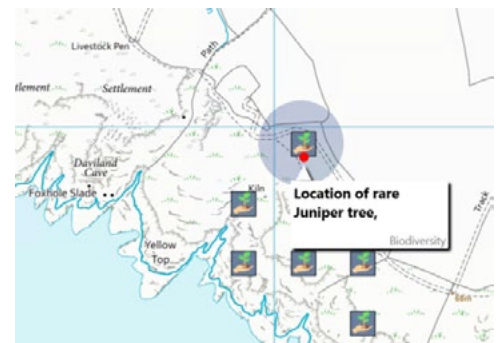 Livestock Pen
Path
tlement
Settlement
Daviland
Cave
Foxhole Slade
Kiln
Location of rare
Juniper tree,
Biodiversity
Track
Yellow
Top
Kiln